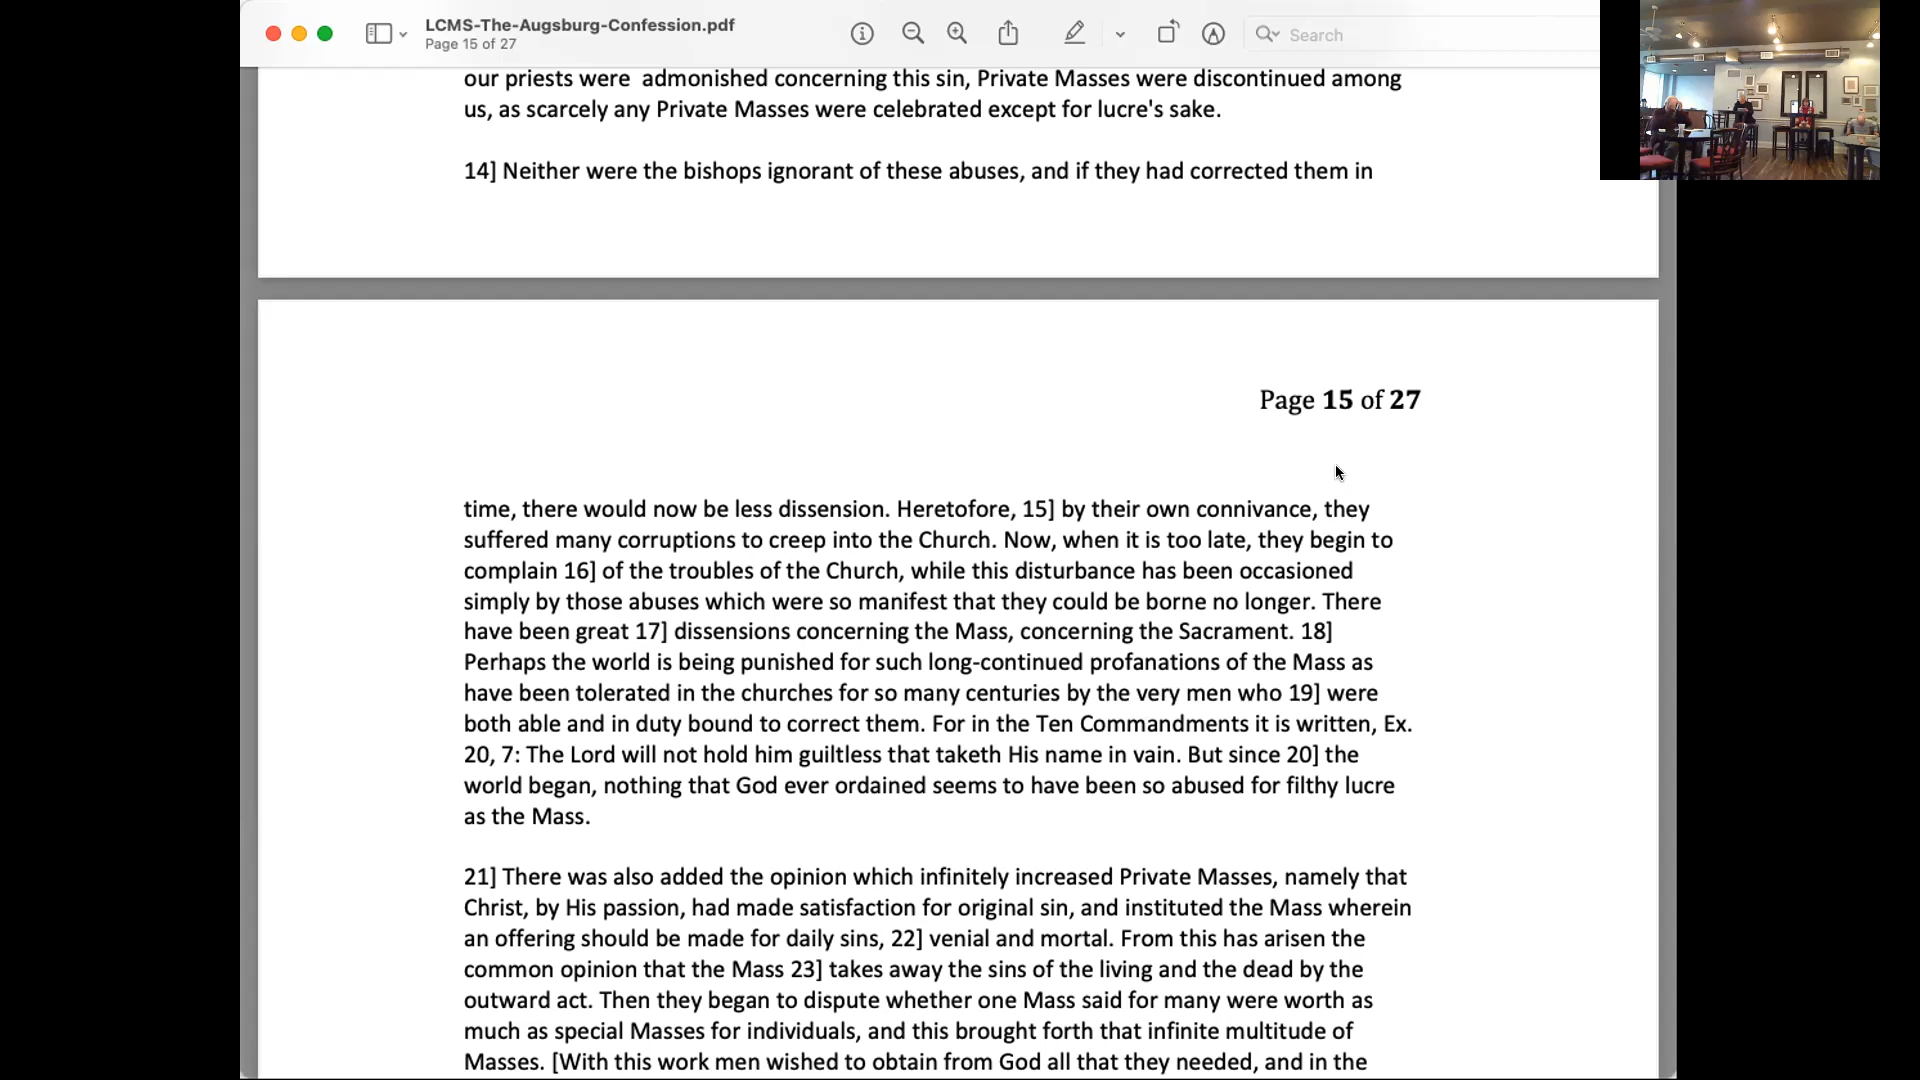 LCMS-The-Augsburg-Confession.pdf
Page 15 of 27
Search
our priests were  admonished concerning this sin, Private Masses were discontinued among
us, as scarcely any Private Masses were celebrated except for lucre's sake.
14] Neither were the bishops ignorant of these abuses, and if they had corrected them in
Page 15 of 27
time, there would now be less dissension. Heretofore, 15] by their own connivance, they
suffered many corruptions to creep into the Church. Now, when it is too late, they begin to
complain 16] of the troubles of the Church, while this disturbance has been occasioned
simply by those abuses which were so manifest that they could be borne no longer. There
have been great 17] dissensions concerning the Mass, concerning the Sacrament. 18]
Perhaps the world is being punished for such long-continued profanations of the Mass as
have been tolerated in the churches for so many centuries by the very men who 19] were
both able and in duty bound to correct them. For in the Ten Commandments it is written, Ex.
20, 7: The Lord will not hold him guiltless that taketh His name in vain. But since 20] the
world began, nothing that God ever ordained seems to have been so abused for filthy lucre
as the Mass.
21] There was also added the opinion which infinitely increased Private Masses, namely that
Christ, by His passion, had made satisfaction for original sin, and instituted the Mass wherein
an offering should be made for daily sins, 22] venial and mortal. From this has arisen the
common opinion that the Mass 23] takes away the sins of the living and the dead by the
outward act. Then they began to dispute whether one Mass said for many were worth as
much as special Masses for individuals, and this brought forth that infinite multitude of
Masses. [With this work men wished to obtain from God all that they needed, and in the